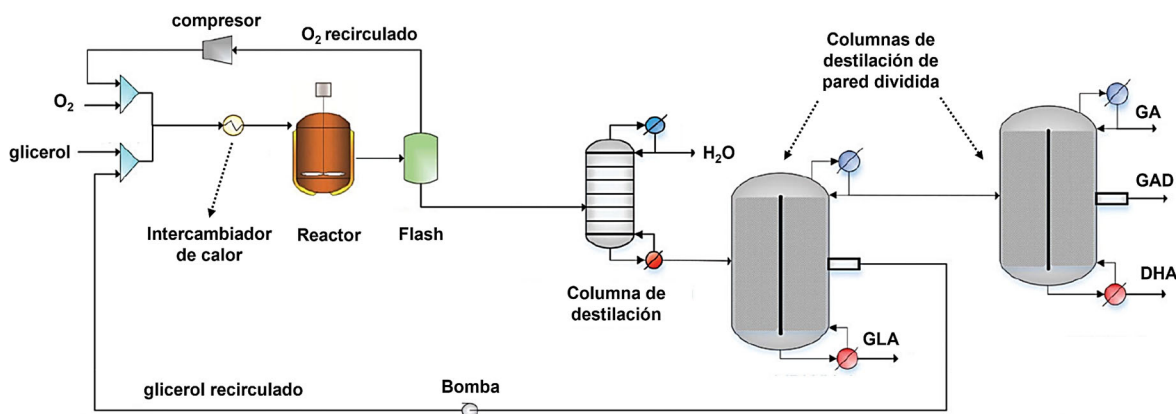 compresor
O₂ recirculado
O₂
glicerol
Intercambiador
de calor
Reactor
Flash
H₂O
Columna de
destilación
Columnas de
destilación de
pared dividida
GA
GAD
DHA
GLA
glicerol recirculado
Bomba